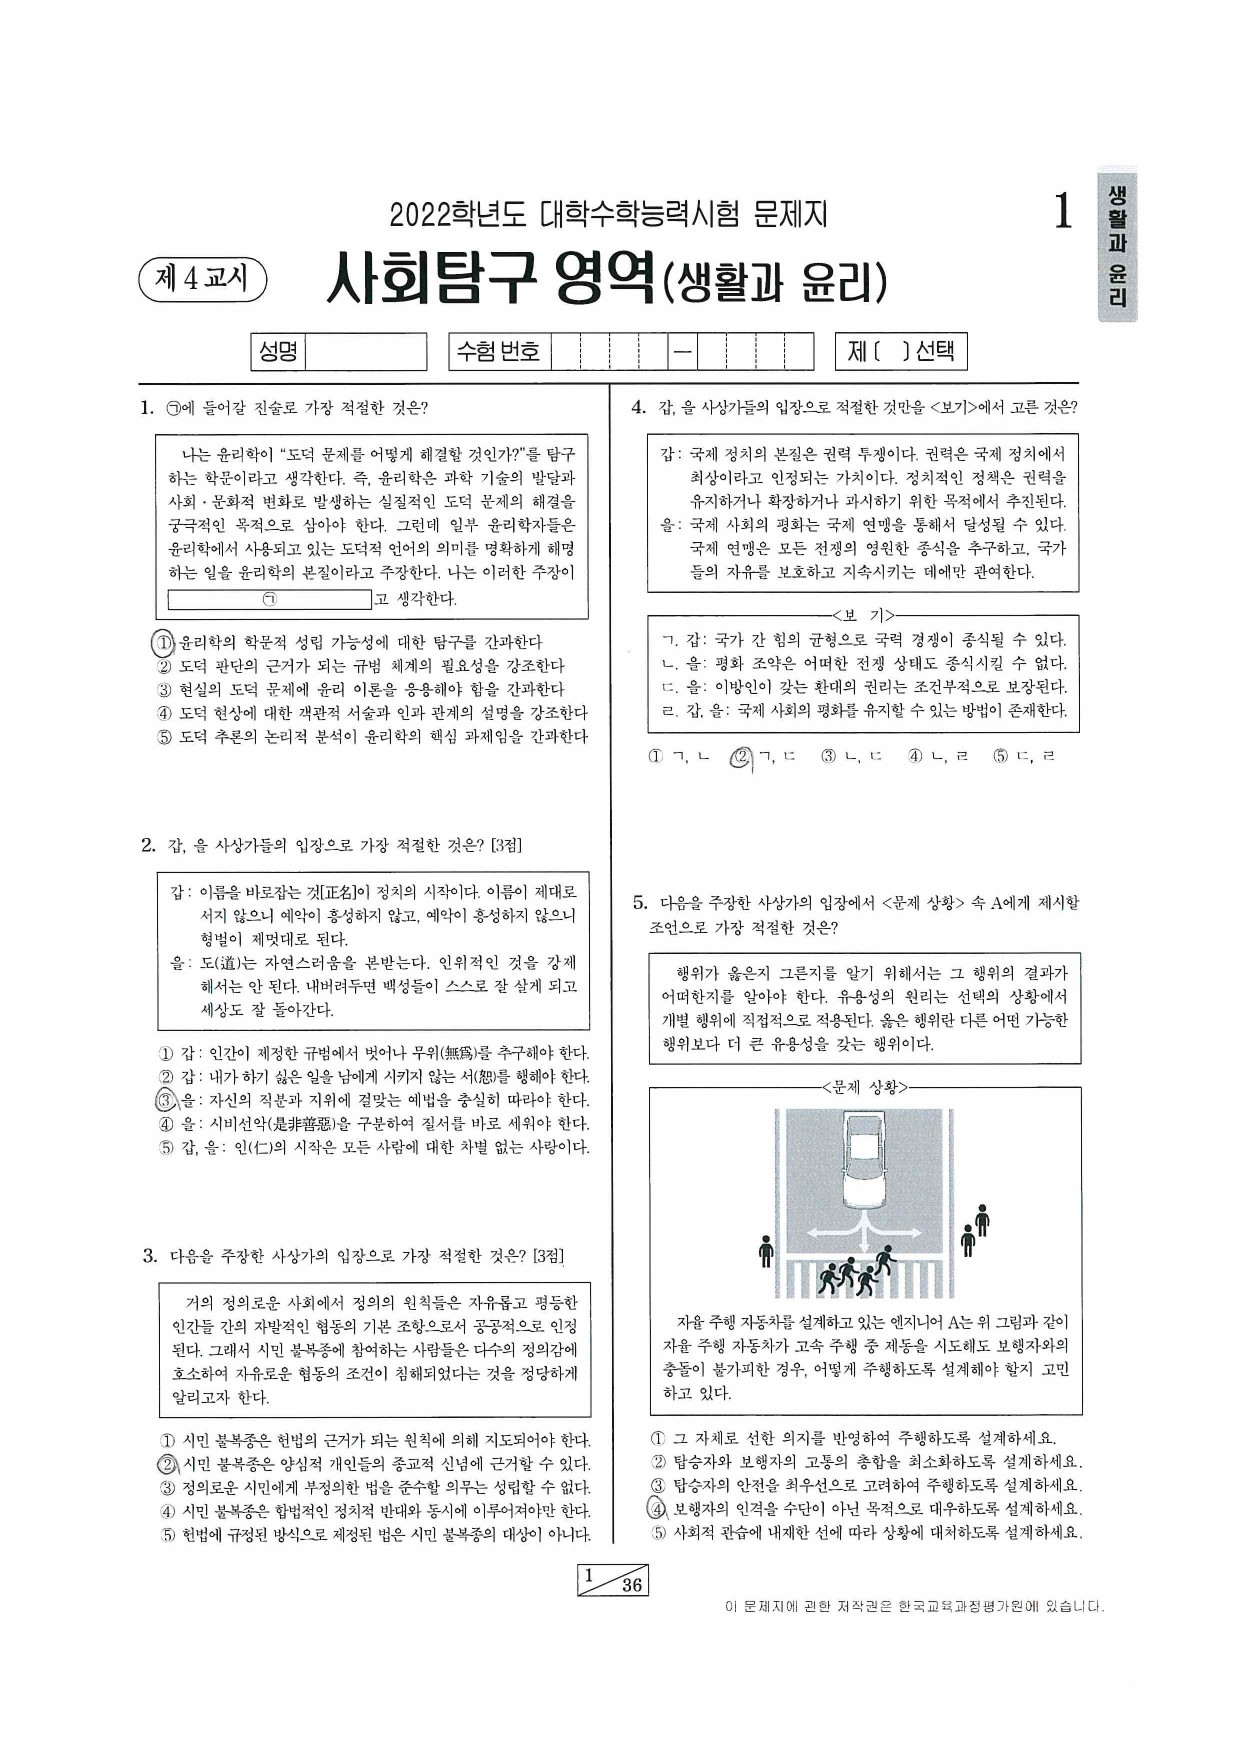 2022학년도 대학수학능력시험 문제지
1
생활과 윤리
제 4 교시
사회탐구 영역(생활과 윤리)
성명
수험 번호
—
제 ( ) 선택
1. ㉠에 들어갈 진술로 가장 적절한 것은?
나는 윤리학이 “도덕 문제를 어떻게 해결할 것인가?”를 탐구
하는 학문이라고 생각한다. 즉, 윤리학은 과학 기술의 발달과
사회·문화적 변화로 발생하는 실질적인 도덕 문제의 해결을
궁극적인 목적으로 삼아야 한다. 그런데 일부 윤리학자들은
윤리학에서 사용되고 있는 도덕적 언어의 의미를 명확하게 해명
하는 일을 윤리학의 본질이라고 주장한다. 나는 이러한 주장이
㉠ 고 생각한다.
① 윤리학의 학문적 성립 가능성에 대한 탐구를 간과한다
② 도덕 판단의 근거가 되는 규범 체계의 필요성을 강조한다
③ 현실의 도덕 문제에 윤리 이론을 응용해야 함을 간과한다
④ 도덕 현상에 대한 객관적 서술과 인과 관계의 설명을 강조한다
⑤ 도덕 추론의 논리적 분석이 윤리학의 핵심 과제임을 간과한다
2. 갑, 을 사상가들의 입장으로 가장 적절한 것은? [3점]
갑: 이름을 바로잡는 것[正名]이 정치의 시작이다. 이름이 제대로
서지 않으니 예악이 흥성하지 않고, 예악이 흥성하지 않으니
형벌이 제멋대로 된다.
을: 도(道)는 자연스러움을 본받는다. 인위적인 것을 강제
해서는 안 된다. 내버려두면 백성들이 스스로 잘 살게 되고
세상도 잘 돌아간다.
① 갑: 인간이 제정한 규범에서 벗어나 무위(無爲)를 추구해야 한다.
② 갑: 내가 하기 싫은 일을 남에게 시키지 않는 서(恕)를 행해야 한다.
③ 을: 자신의 직분과 지위에 걸맞는 예법을 충실히 따라야 한다.
④ 을: 시비선악(是非善惡)을 구분하여 질서를 바로 세워야 한다.
⑤ 갑, 을: 인(仁)의 시작은 모든 사람에 대한 차별 없는 사랑이다.
3. 다음을 주장한 사상가의 입장으로 가장 적절한 것은? [3점]
거의 정의로운 사회에서 정의의 원칙들은 자유롭고 평등한
인간들 간의 자발적인 협동의 기본 조항으로서 공공적으로 인정
된다. 그래서 시민 불복종에 참여하는 사람들은 다수의 정의감에
호소하여 자유로운 협동의 조건이 침해되었다는 것을 정당하게
알리고자 한다.
① 시민 불복종은 헌법의 근거가 되는 원칙에 의해 지도되어야 한다.
② 시민 불복종은 양심적 개인들의 종교적 신념에 근거할 수 있다.
③ 정의로운 시민에게 부정의한 법을 준수할 의무는 성립할 수 없다.
④ 시민 불복종은 합법적인 정치적 반대와 동시에 이루어져야만 한다.
⑤ 헌법에 규정된 방식으로 제정된 법은 시민 불복종의 대상이 아니다.
4. 갑, 을 사상가들의 입장으로 적절한 것만을 <보기>에서 고른 것은?
갑: 국제 정치의 본질은 권력 투쟁이다. 권력은 국제 정치에서
최상이라고 인정되는 가치이다. 정치적인 정책은 권력을
유지하거나 확장하거나 과시하기 위한 목적에서 추진된다.
을: 국제 사회의 평화는 국제 연맹을 통해서 달성될 수 있다.
국제 연맹은 모든 전쟁의 영원한 종식을 추구하고, 국가
들의 자유를 보호하고 지속시키는 데에만 관여한다.
<보 기>
ㄱ. 갑: 국가 간 힘의 균형으로 국력 경쟁이 종식될 수 있다.
ㄴ. 을: 평화 조약은 어떠한 전쟁 상태도 종식시킬 수 없다.
ㄷ. 을: 이방인이 갖는 환대의 권리는 조건부적으로 보장된다.
ㄹ. 갑, 을: 국제 사회의 평화를 유지할 수 있는 방법이 존재한다.
① ㄱ, ㄴ ② ㄱ, ㄷ ③ ㄴ, ㄷ ④ ㄴ, ㄹ ⑤ ㄷ, ㄹ
5. 다음을 주장한 사상가의 입장에서 <문제 상황> 속 A에게 제시할
조언으로 가장 적절한 것은?
행위가 옳은지 그른지를 알기 위해서는 그 행위의 결과가
어떠한지를 알아야 한다. 유용성의 원리는 선택의 상황에서
개별 행위에 직접적으로 적용된다. 옳은 행위란 다른 어떤 가능한
행위보다 더 큰 유용성을 갖는 행위이다.
<문제 상황>
자율 주행 자동차를 설계하고 있는 엔지니어 A는 위 그림과 같이
자율 주행 자동차가 고속 주행 중 제동을 시도해도 보행자와의
충돌이 불가피한 경우, 어떻게 주행하도록 설계해야 할지 고민
하고 있다.
① 그 자체로 선한 의지를 반영하여 주행하도록 설계하세요.
② 탑승자와 보행자의 고통의 총합을 최소화하도록 설계하세요.
③ 탑승자의 안전을 최우선으로 고려하여 주행하도록 설계하세요.
④ 보행자의 인격을 수단이 아닌 목적으로 대우하도록 설계하세요.
⑤ 사회적 관습에 내재한 선에 따라 상황에 대처하도록 설계하세요.
1
36
이 문제지에 관한 저작권은 한국교육과정평가원에 있습니다.